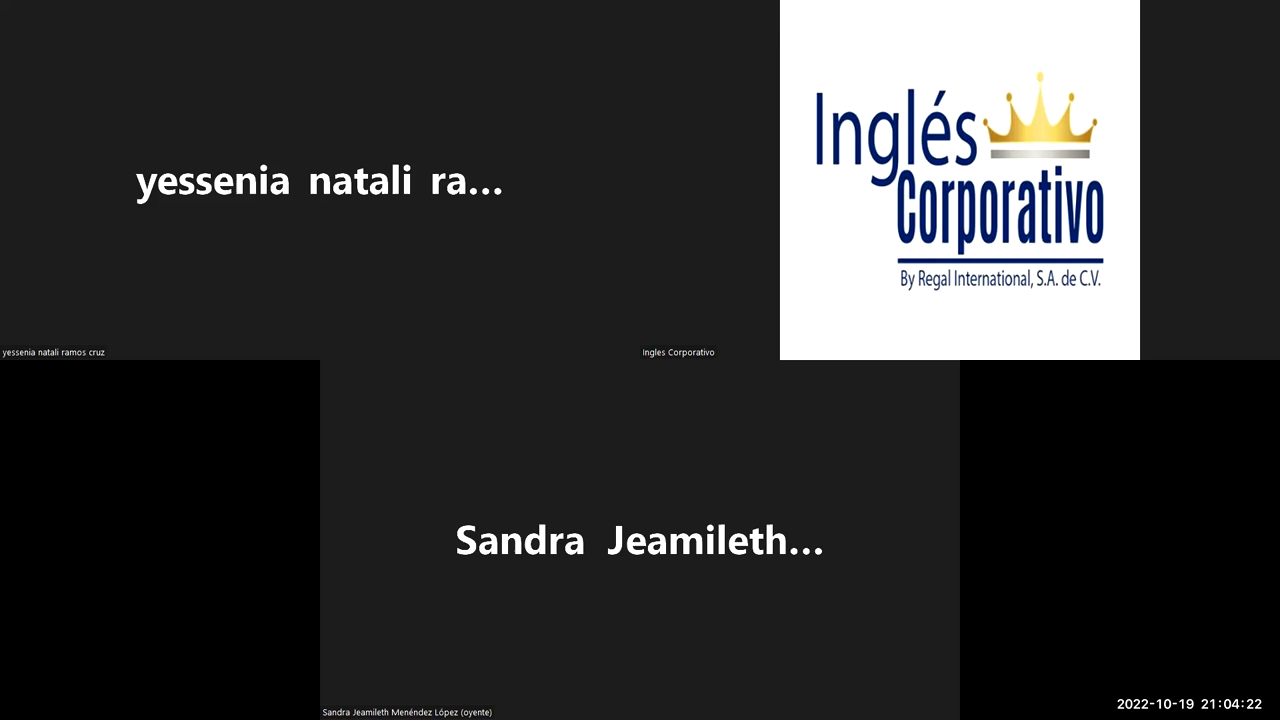 yessenia natali ra...
yessenia natali ramos cruz
Inglés
Corporativo
By Regal International, S.A. de C.V.
Ingles Corporativo
Sandra Jeamileth...
Sandra Jeamileth Menéndez López (oyente)
2022-10-19 21:04:22